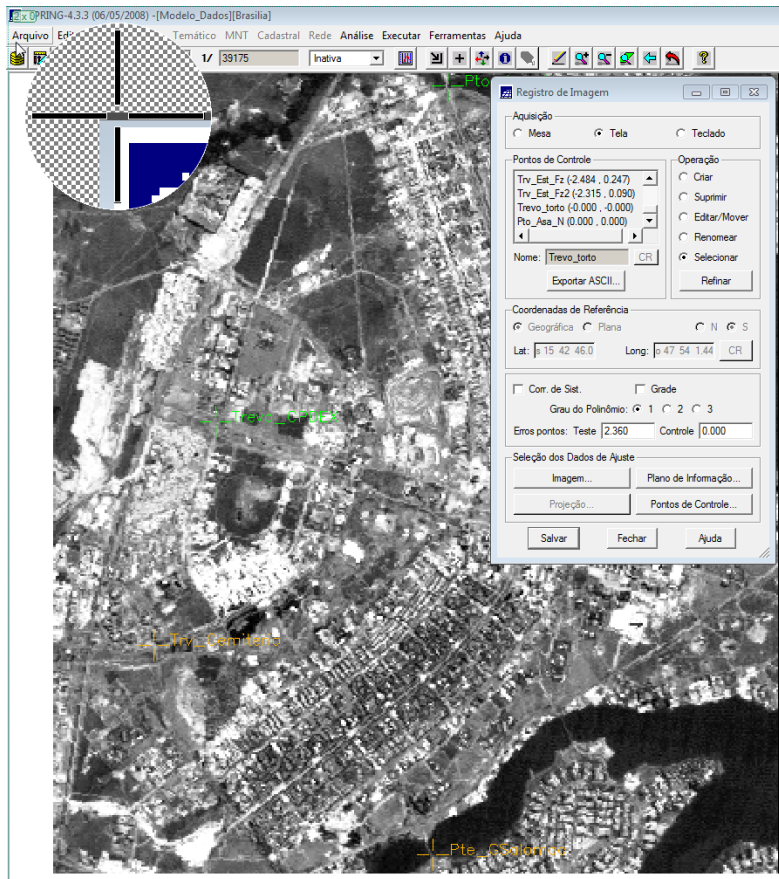 2 x 0 PRING-4.3.3 (06/05/2008) -[Modelo_Dados][Brasilia]
Arquivo Temático MNT Cadastral Rede Análise Executar Ferramentas Ajuda
1/ 39175 Inativa
Registro de Imagem
Aquisição
Mesa Tela Teclado
Pontos de Controle
Trv_Est_Fz (-2.484 , 0.247)
Trv_Est_Fz2 (-2.315 , 0.090)
Trevo_torto (-0.000 , -0.000)
Pto_Asa_N (0.000 , 0.000)
Nome: Trevo_torto CR
Exportar ASCII...
Operação
Criar
Suprimir
Editar/Mover
Renomear
Selecionar
Refinar
Coordenadas de Referência
Geográfica Plana N S
Lat: s 15 42 46.0 Long: o 47 54 1.44 CR
Corr. de Sist. Grade
Grau do Polinômio: 1 2 3
Erros pontos: Teste 2.360 Controle 0.000
Seleção dos Dados de Ajuste
Imagem... Plano de Informação...
Projeção... Pontos de Controle...
Salvar Fechar Ajuda
Pto